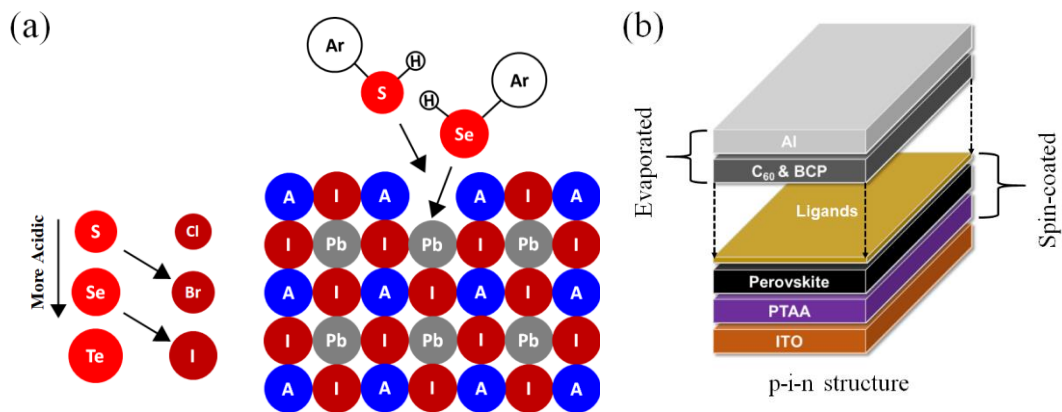 (a)
Ar
H
S
Ar
H
Se
A I A A I A
I Pb I Pb I Pb I
A I A I A I A
I Pb I Pb I Pb I
A I A I A I A
More Acidic
S Cl
Se Br
Te I
(b)
Evaporated
Al
C60 & BCP
Ligands
Perovskite
PTAA
ITO
Spin-coated
p-i-n structure